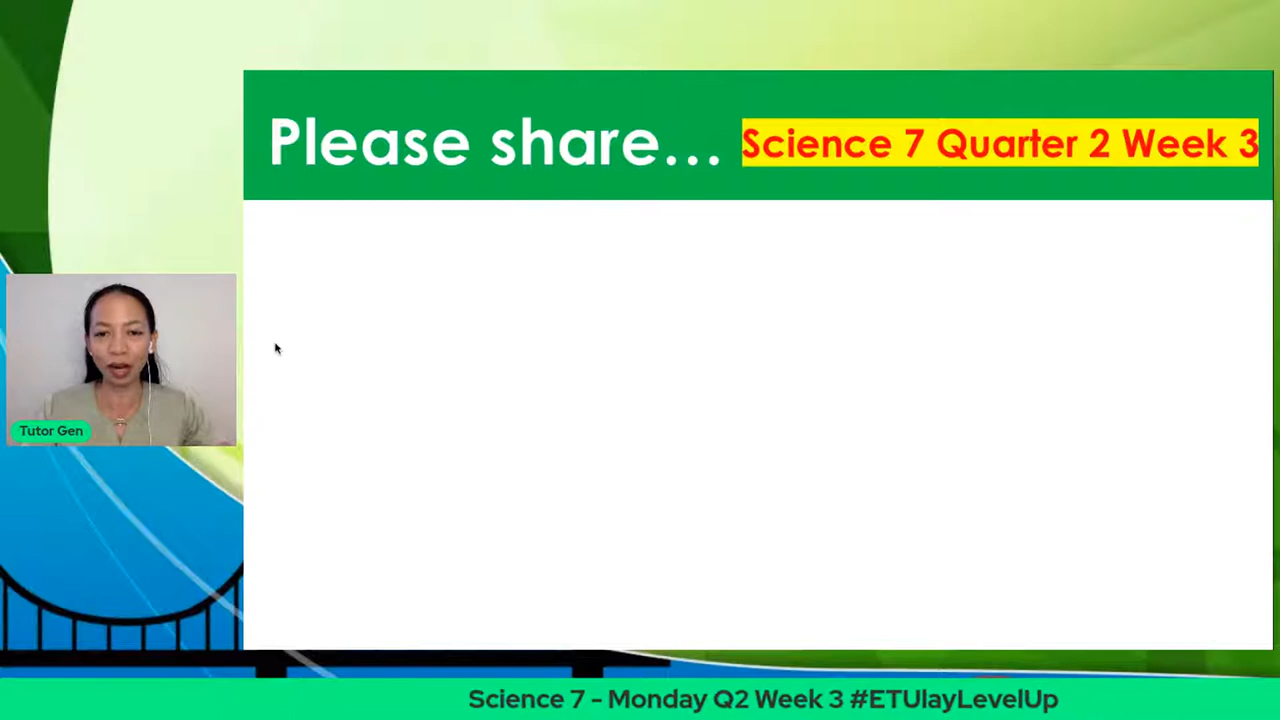 Please share...
Science 7 Quarter 2 Week 3
Tutor Gen
Science 7 - Monday Q2 Week 3 #ETUlayLevelUp